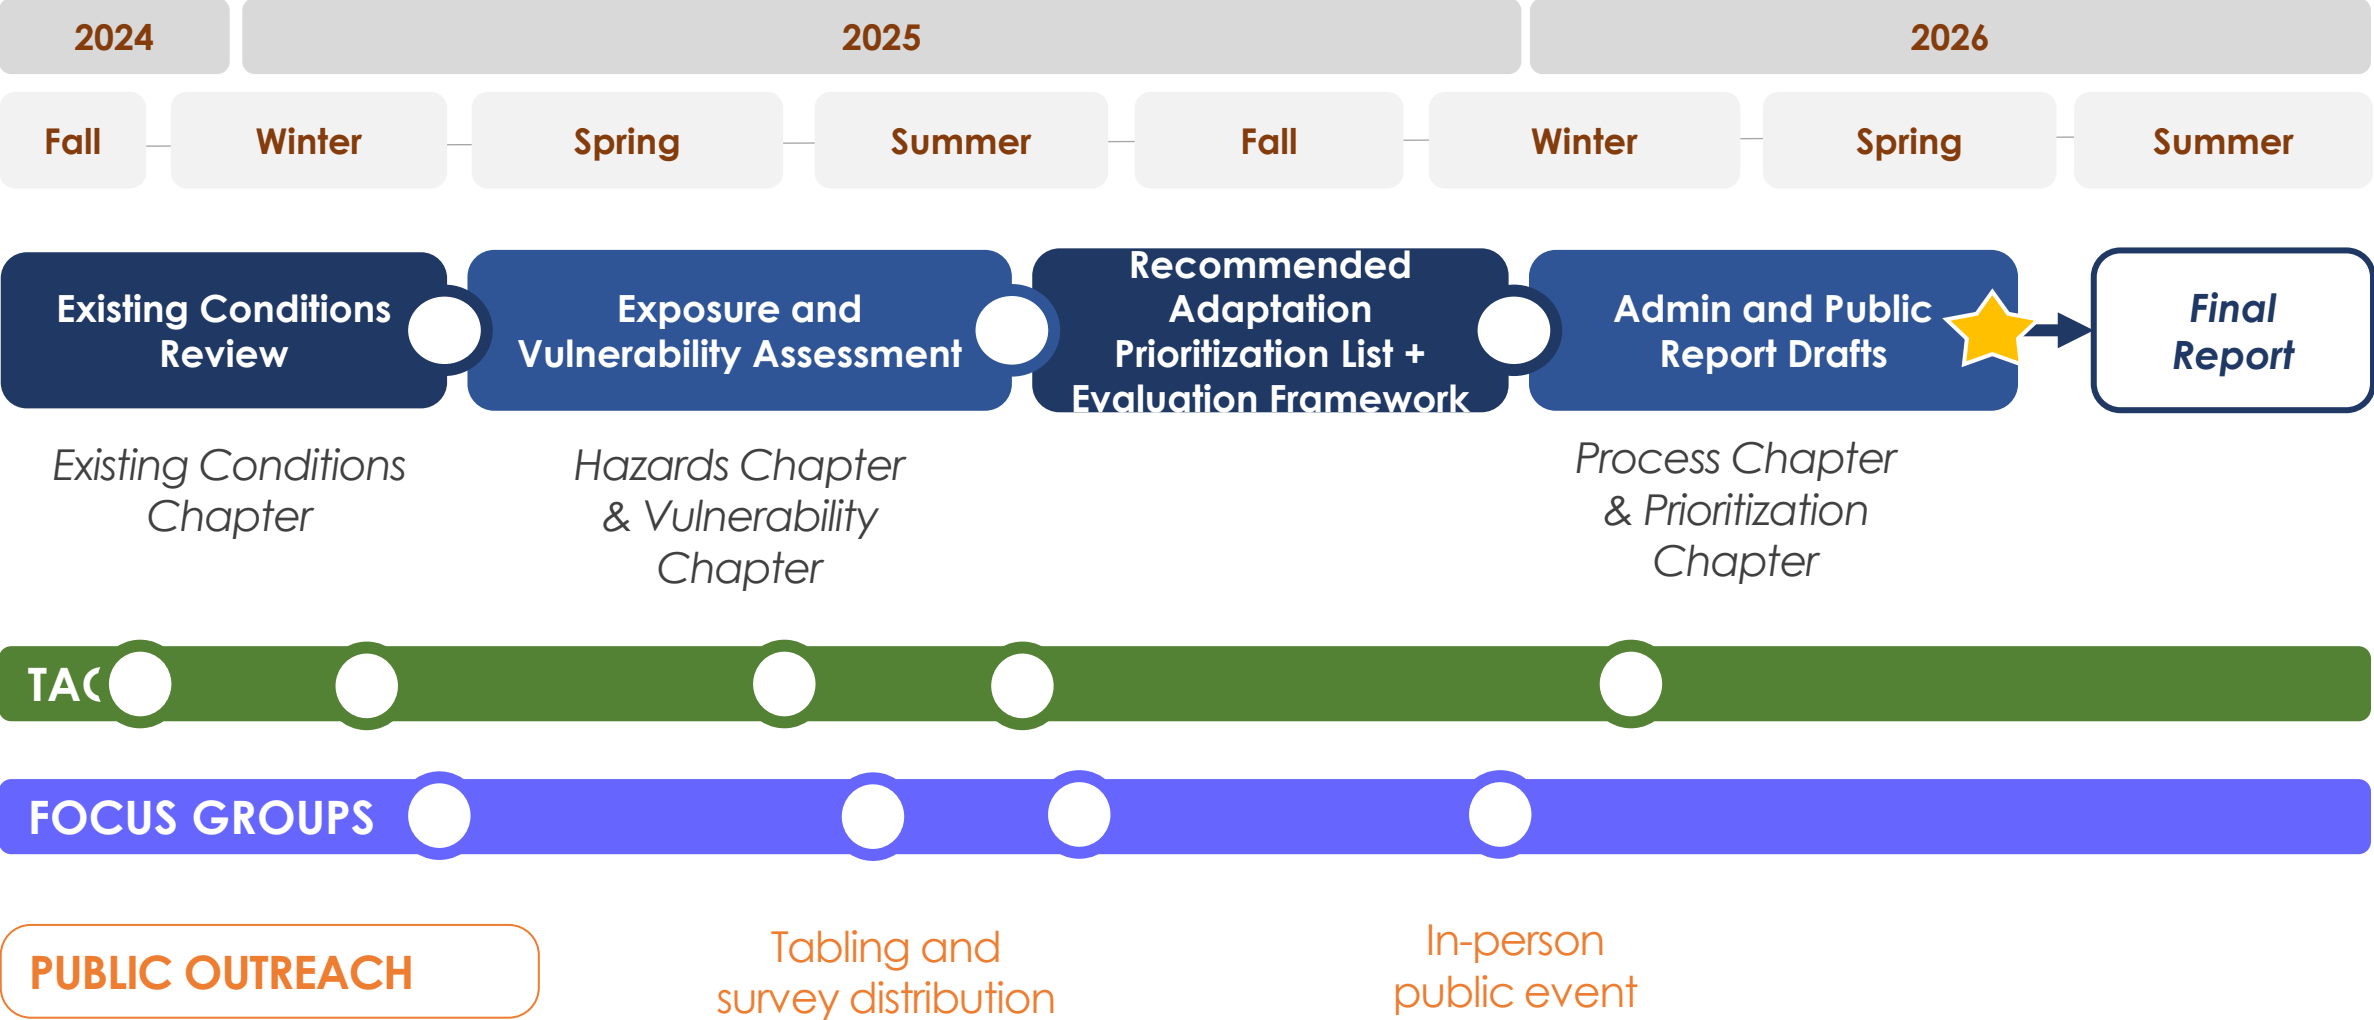 2024 2025 2026
Fall Winter Spring Summer Fall Winter Spring Summer
Existing Conditions
Review
Exposure and
Vulnerability Assessment
Recommended
Adaptation
Prioritization List +
Evaluation Framework
Admin and Public
Report Drafts
Final
Report
Existing Conditions
Chapter
Hazards Chapter
& Vulnerability
Chapter
Process Chapter
& Prioritization
Chapter
TAC
FOCUS GROUPS
PUBLIC OUTREACH
Tabling and
survey distribution
In-person
public event